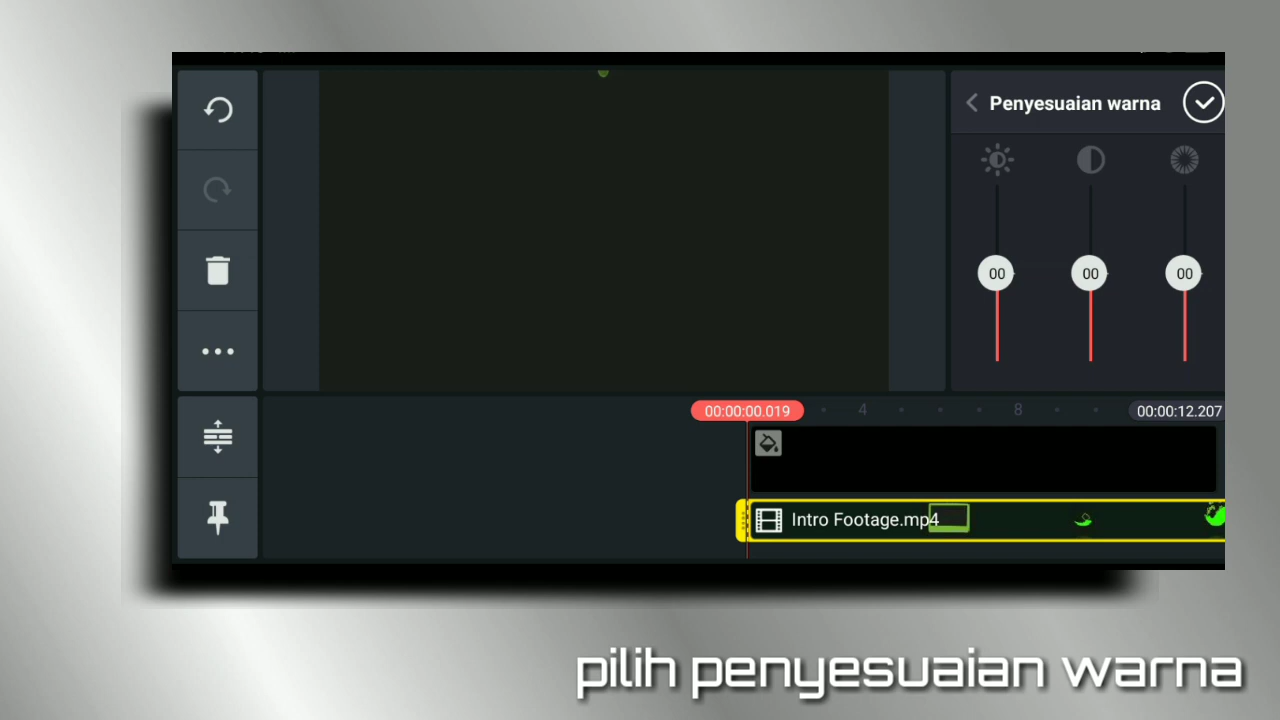 Penyesuaian warna
00 00 00
00:00:00.019 4 8 00:00:12.207
Intro Footage.mp4
pilih penyesuaian warna